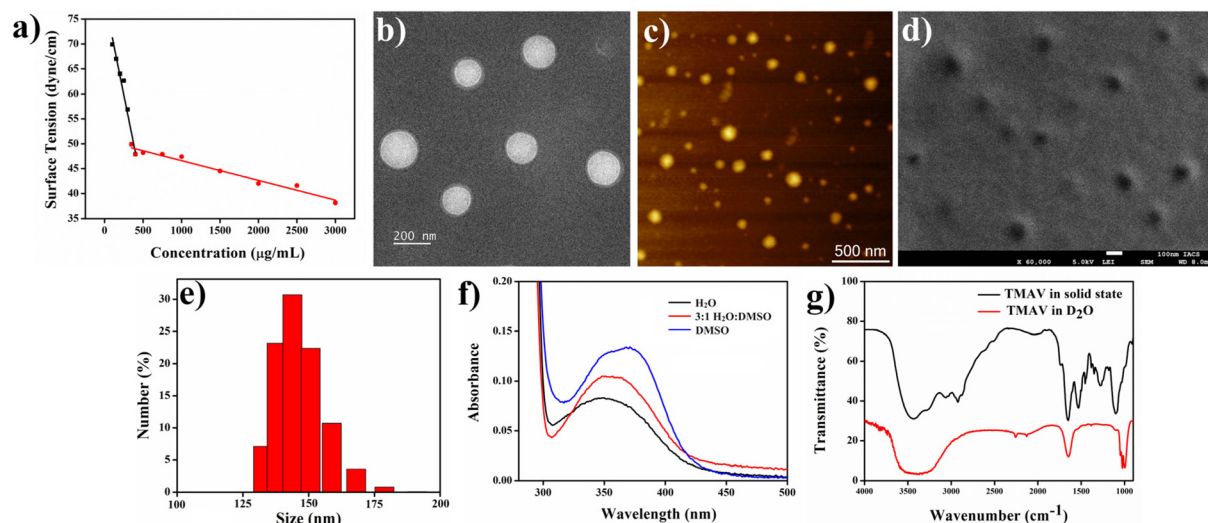 a)
75
70
65
60
55
50
45
40
35
Surface Tension (dyne/cm)
0 500 1000 1500 2000 2500 3000
Concentration (µg/mL)
b)
200 nm
c)
500 nm
d)
100nm IACS
X 60,000 5.0kV LEI SEM WD 8.0m
e)
30
25
20
15
10
5
0
Number (%)
100 125 150 175 200
Size (nm)
f)
0.20
0.15
0.10
0.05
0.00
Absorbance
H₂O
3:1 H₂O:DMSO
DMSO
300 350 400 450 500
Wavelength (nm)
g)
100
80
60
40
20
0
Transmittance (%)
TMAV in solid state
TMAV in D₂O
4000 3500 3000 2500 2000 1500 1000
Wavenumber (cm⁻¹)